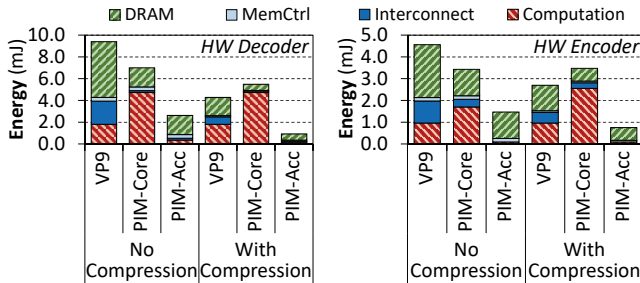 DRAM MemCtrl Interconnect Computation
HW Decoder
Energy (mJ)
10.0
8.0
6.0
4.0
2.0
0.0
VP9
PIM-Core
PIM-Acc
VP9
PIM-Core
PIM-Acc
No Compression
With Compression
HW Encoder
Energy (mJ)
5.0
4.0
3.0
2.0
1.0
0.0
VP9
PIM-Core
PIM-Acc
VP9
PIM-Core
PIM-Acc
No Compression
With Compression